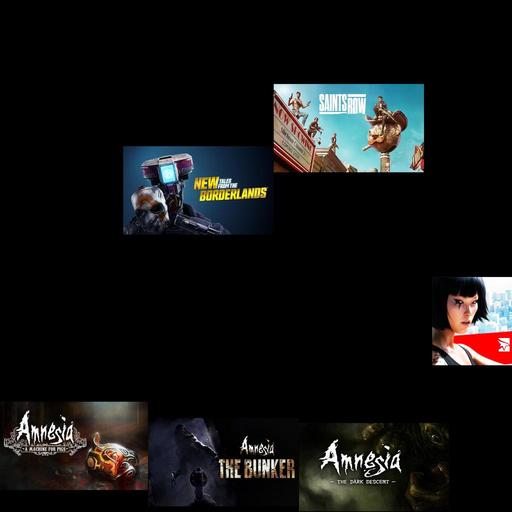 SAINTS
ROW
NEW TALES
FROM THE
BORDERLANDS
Amnesia
A MACHINE FOR PIGS
Amnesia
THE BUNKER
Amnesia
— THE DARK DESCENT —